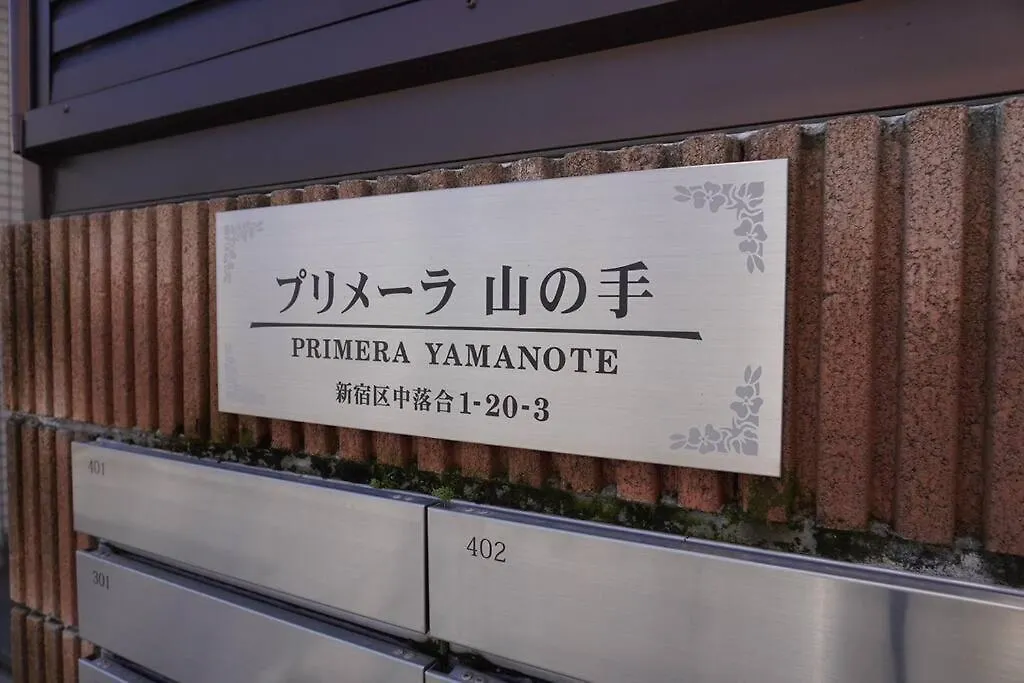 プリメーラ 山の手
PRIMERA YAMANOTE
新宿区中落合1-20-3
401
402
301